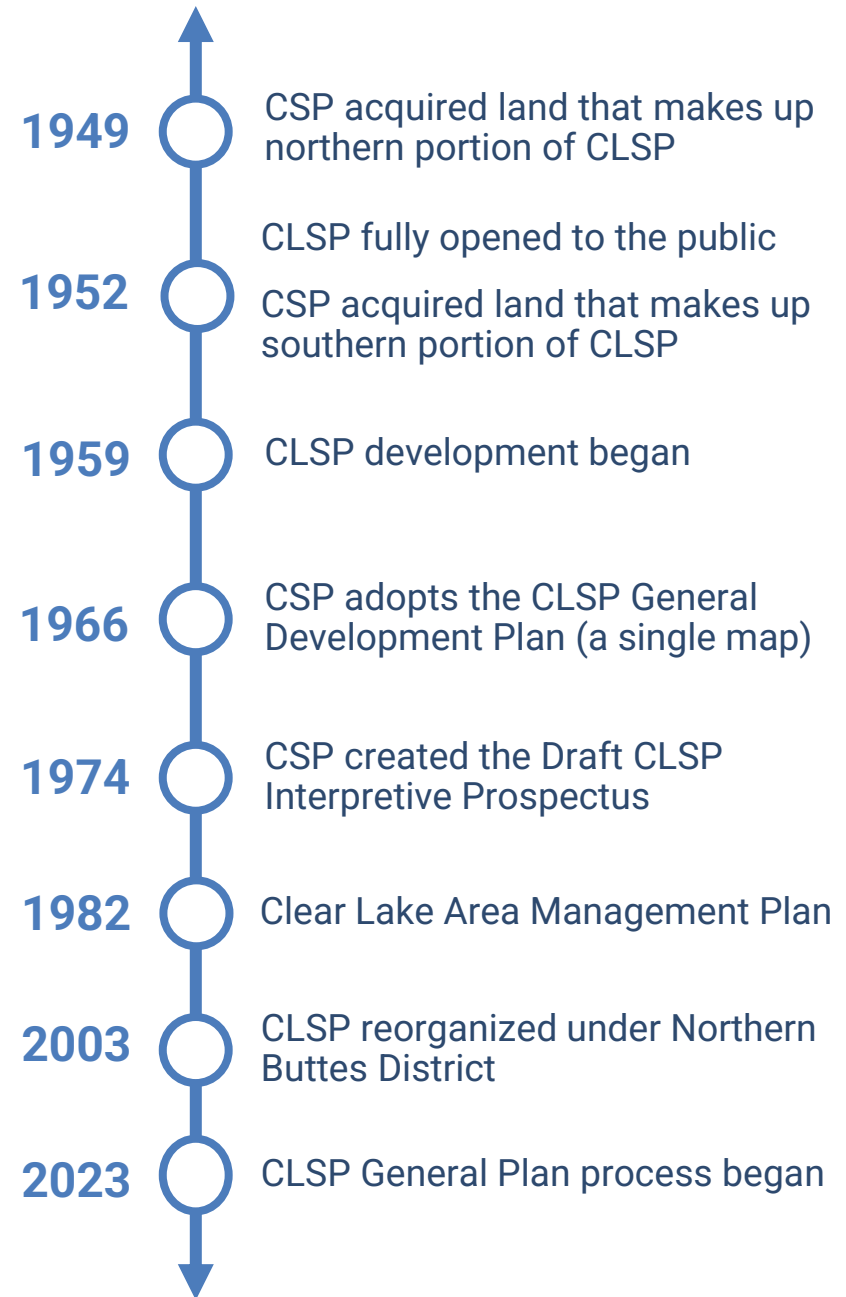 1949
CSP acquired land that makes up
northern portion of CLSP
1952
CLSP fully opened to the public
CSP acquired land that makes up
southern portion of CLSP
1959
CLSP development began
1966
CSP adopts the CLSP General
Development Plan (a single map)
1974
CSP created the Draft CLSP
Interpretive Prospectus
1982
Clear Lake Area Management Plan
2003
CLSP reorganized under Northern
Buttes District
2023
CLSP General Plan process began